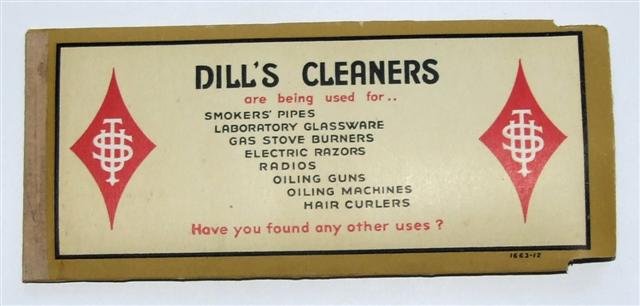 DILL'S CLEANERS
are being used for..
SMOKERS' PIPES
LABORATORY GLASSWARE
GAS STOVE BURNERS
ELECTRIC RAZORS
RADIOS
OILING GUNS
OILING MACHINES
HAIR CURLERS
Have you found any other uses?
1663-12